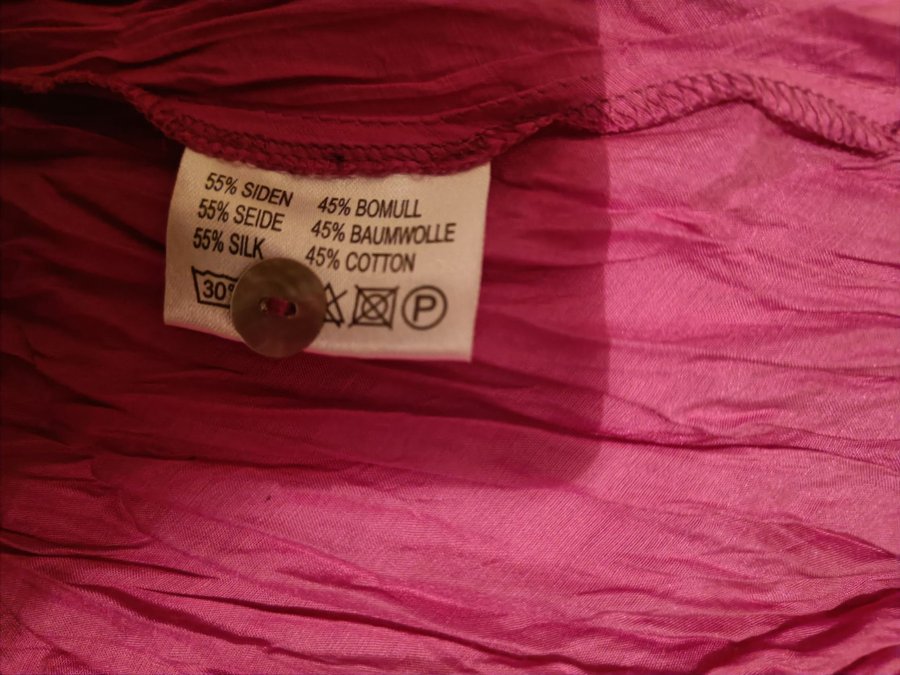 55% SIDEN 45% BOMULL
55% SEIDE 45% BAUMWOLLE
55% SILK 45% COTTON
30° P